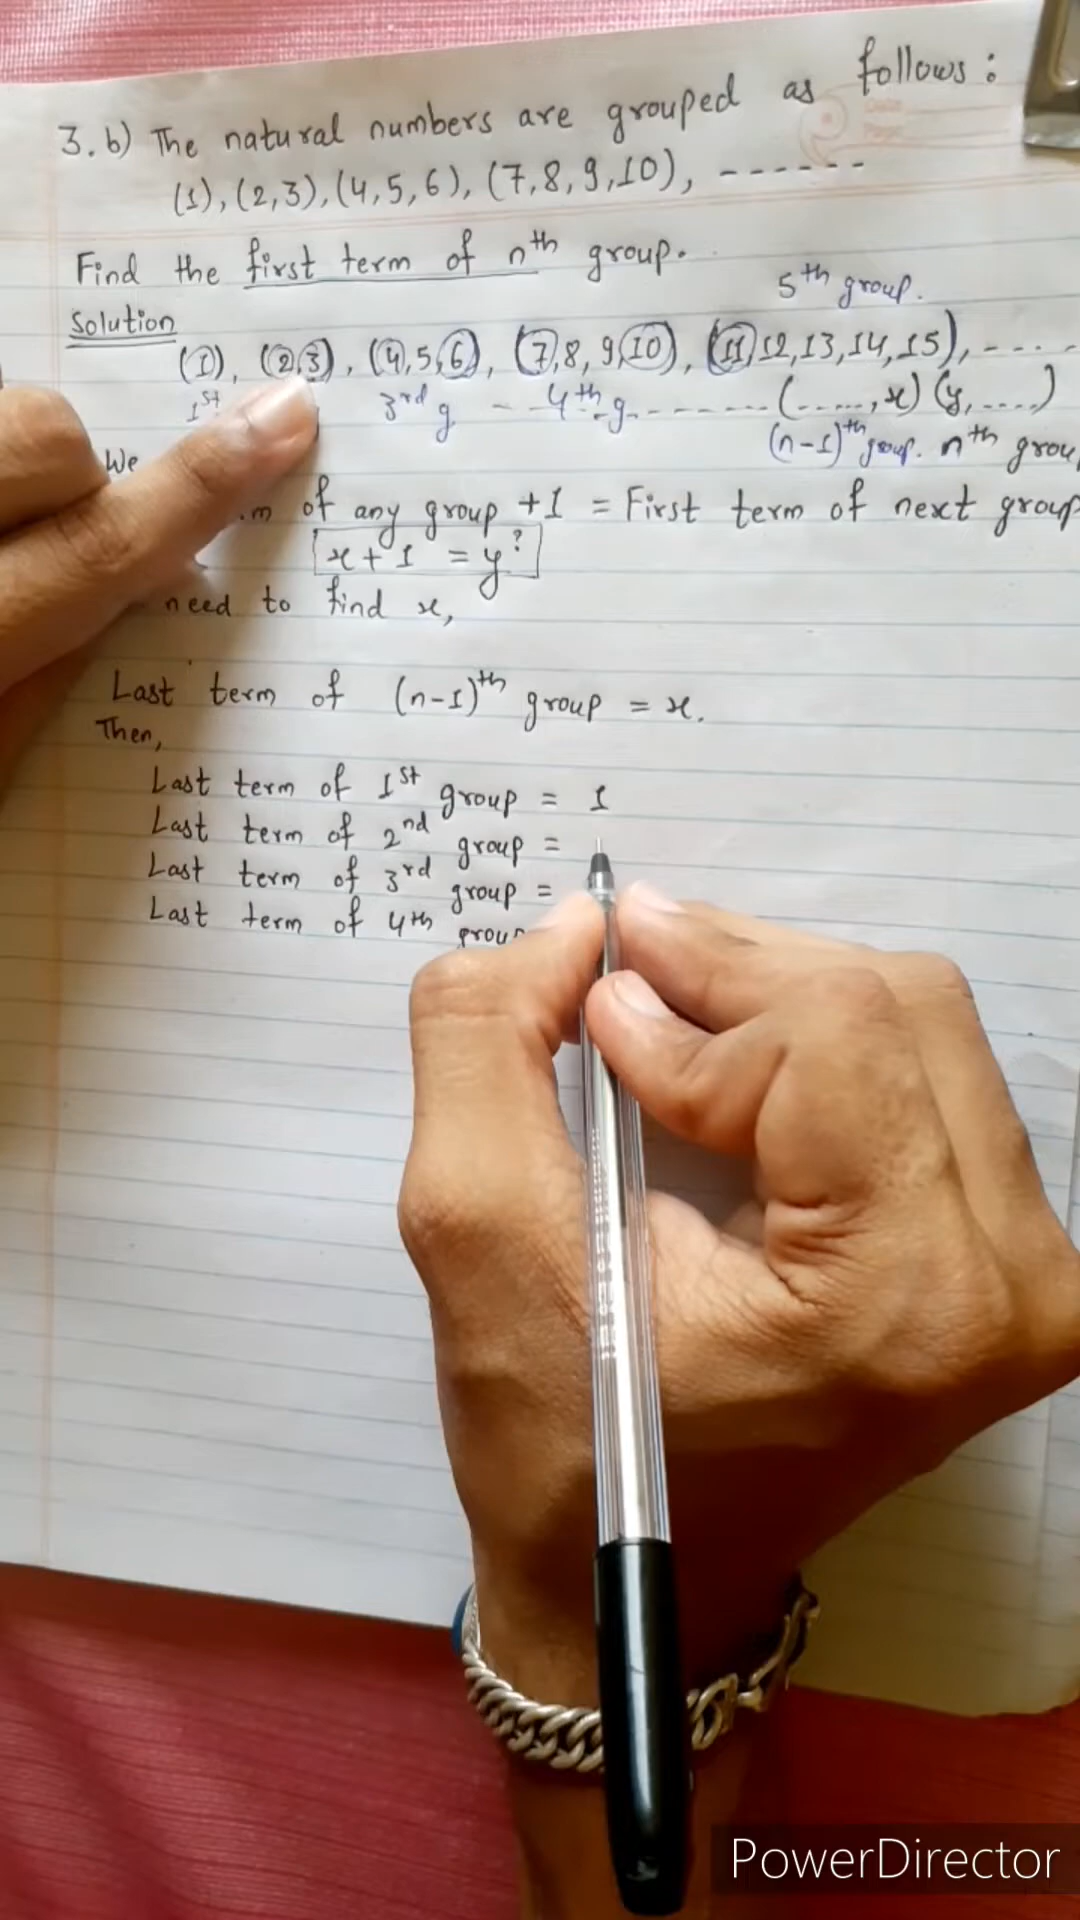 3. b) The natural numbers are grouped as follows:
(1), (2,3), (4,5,6), (7,8,9,10), ------
Find the first term of nth group.
5th group.
Solution
(1), (2,3), (4,5,6), (7,8,9,10), (11,12,13,14,15), -----
1st 3rd g -- 4th g. ------- (....., x) (y, ....)
(n-1)th group. nth grou
We
of any group +1 = First term of next group
x+1 = y?
need to find x,
Last term of (n-1)th group = x.
Then,
Last term of 1st group = 1
Last term of 2nd group =
Last term of 3rd group =
Last term of 4th group
PowerDirector